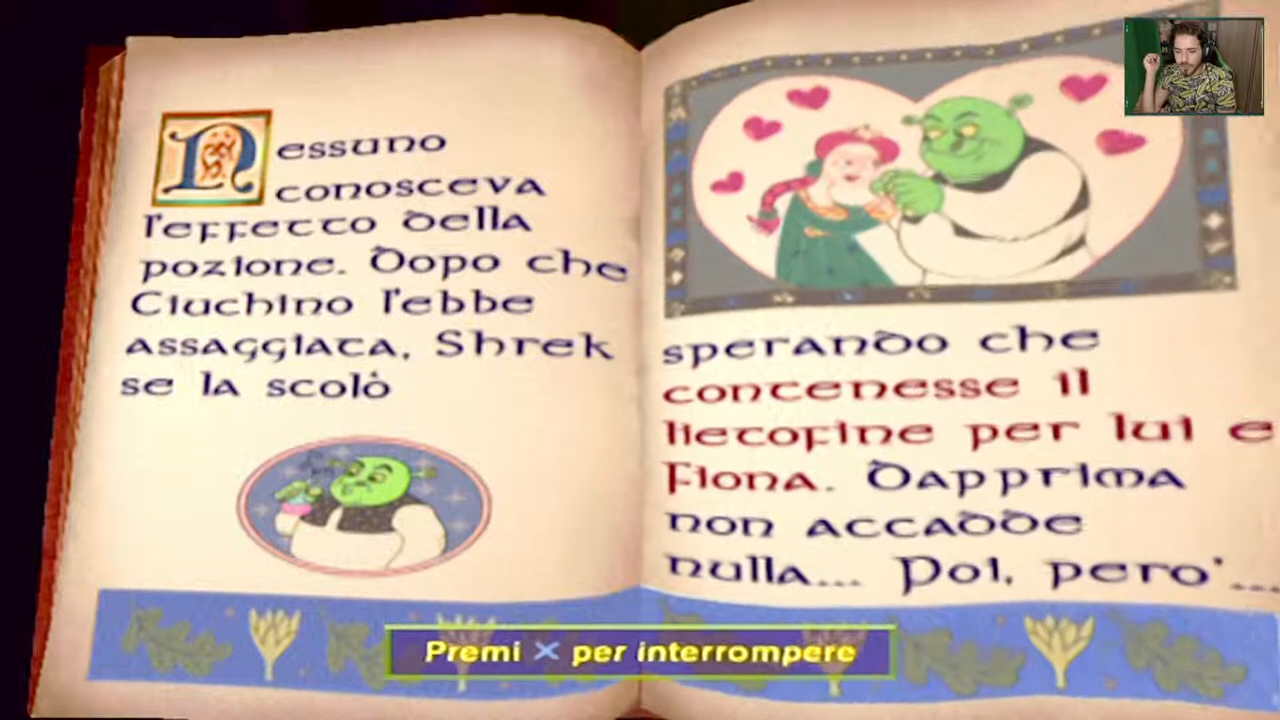 Nessuno
conosceva
l'effetto della
pozione. Dopo che
Ciuchino l'ebbe
assaggiata, Shrek
se la scolò
sperando che
contenesse il
lietofine per lui e
Fiona. Dapprima
non accadde
nulla... Poi, pero'...
Premi X per interrompere